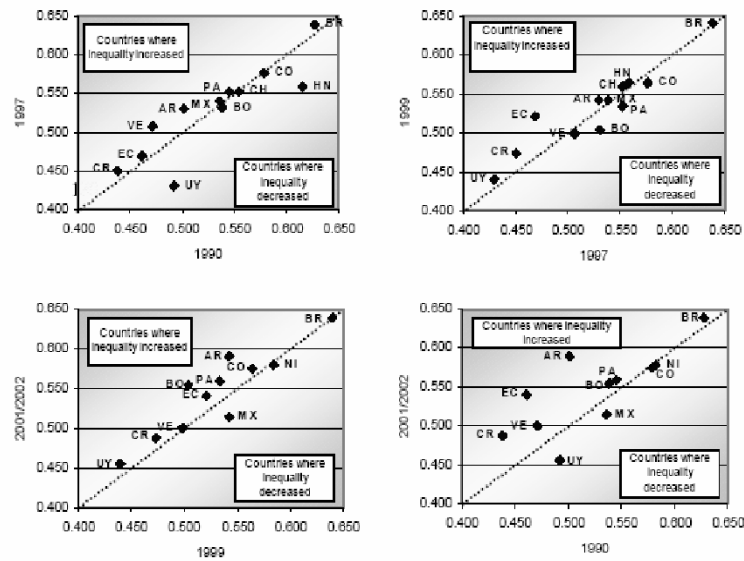 0.650
0.600
0.550
0.500
0.450
0.400
1997
Countries where
inequality increased
BR
CO
HN
PA
CH
MX
BO
AR
VE
EC
CR
UY
Countries where
inequality
decreased
0.400 0.450 0.500 0.550 0.600 0.650
1990
0.650
0.600
0.550
0.500
0.450
0.400
1999
Countries where
inequality increased
BR
HN
CH
CO
AR
MX
PA
EC
VE
BO
CR
UY
Countries where
inequality
decreased
0.400 0.450 0.500 0.550 0.600 0.650
1997
0.650
0.600
0.550
0.500
0.450
0.400
2001/2002
Countries where
inequality increased
BR
AR
CO
NI
PA
BO
EC
MX
VE
CR
UY
Countries where
inequality
decreased
0.400 0.450 0.500 0.550 0.600 0.650
1999
0.650
0.600
0.550
0.500
0.450
0.400
2001/2002
Countries where inequality
increased
BR
AR
NI
CO
PA
BO
EC
MX
VE
CR
UY
Countries where
inequality
decreased
0.400 0.450 0.500 0.550 0.600 0.650
1990